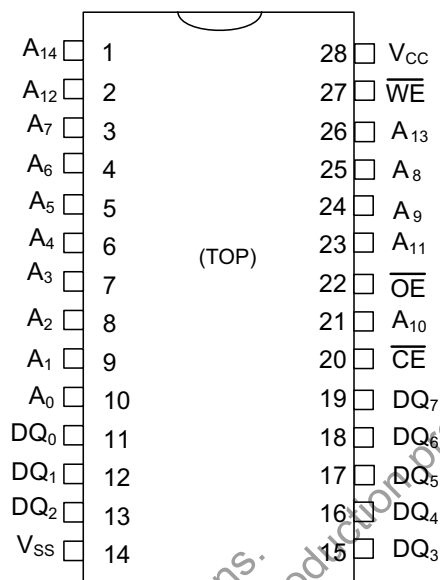 A14 1 28 VCC
A12 2 27 WE
A7 3 26 A13
A6 4 25 A8
A5 5 24 A9
A4 6 23 A11
A3 7 (TOP) 22 OE
A2 8 21 A10
A1 9 20 CE
A0 10 19 DQ7
DQ0 11 18 DQ6
DQ1 12 17 DQ5
DQ2 13 16 DQ4
VSS 14 15 DQ3